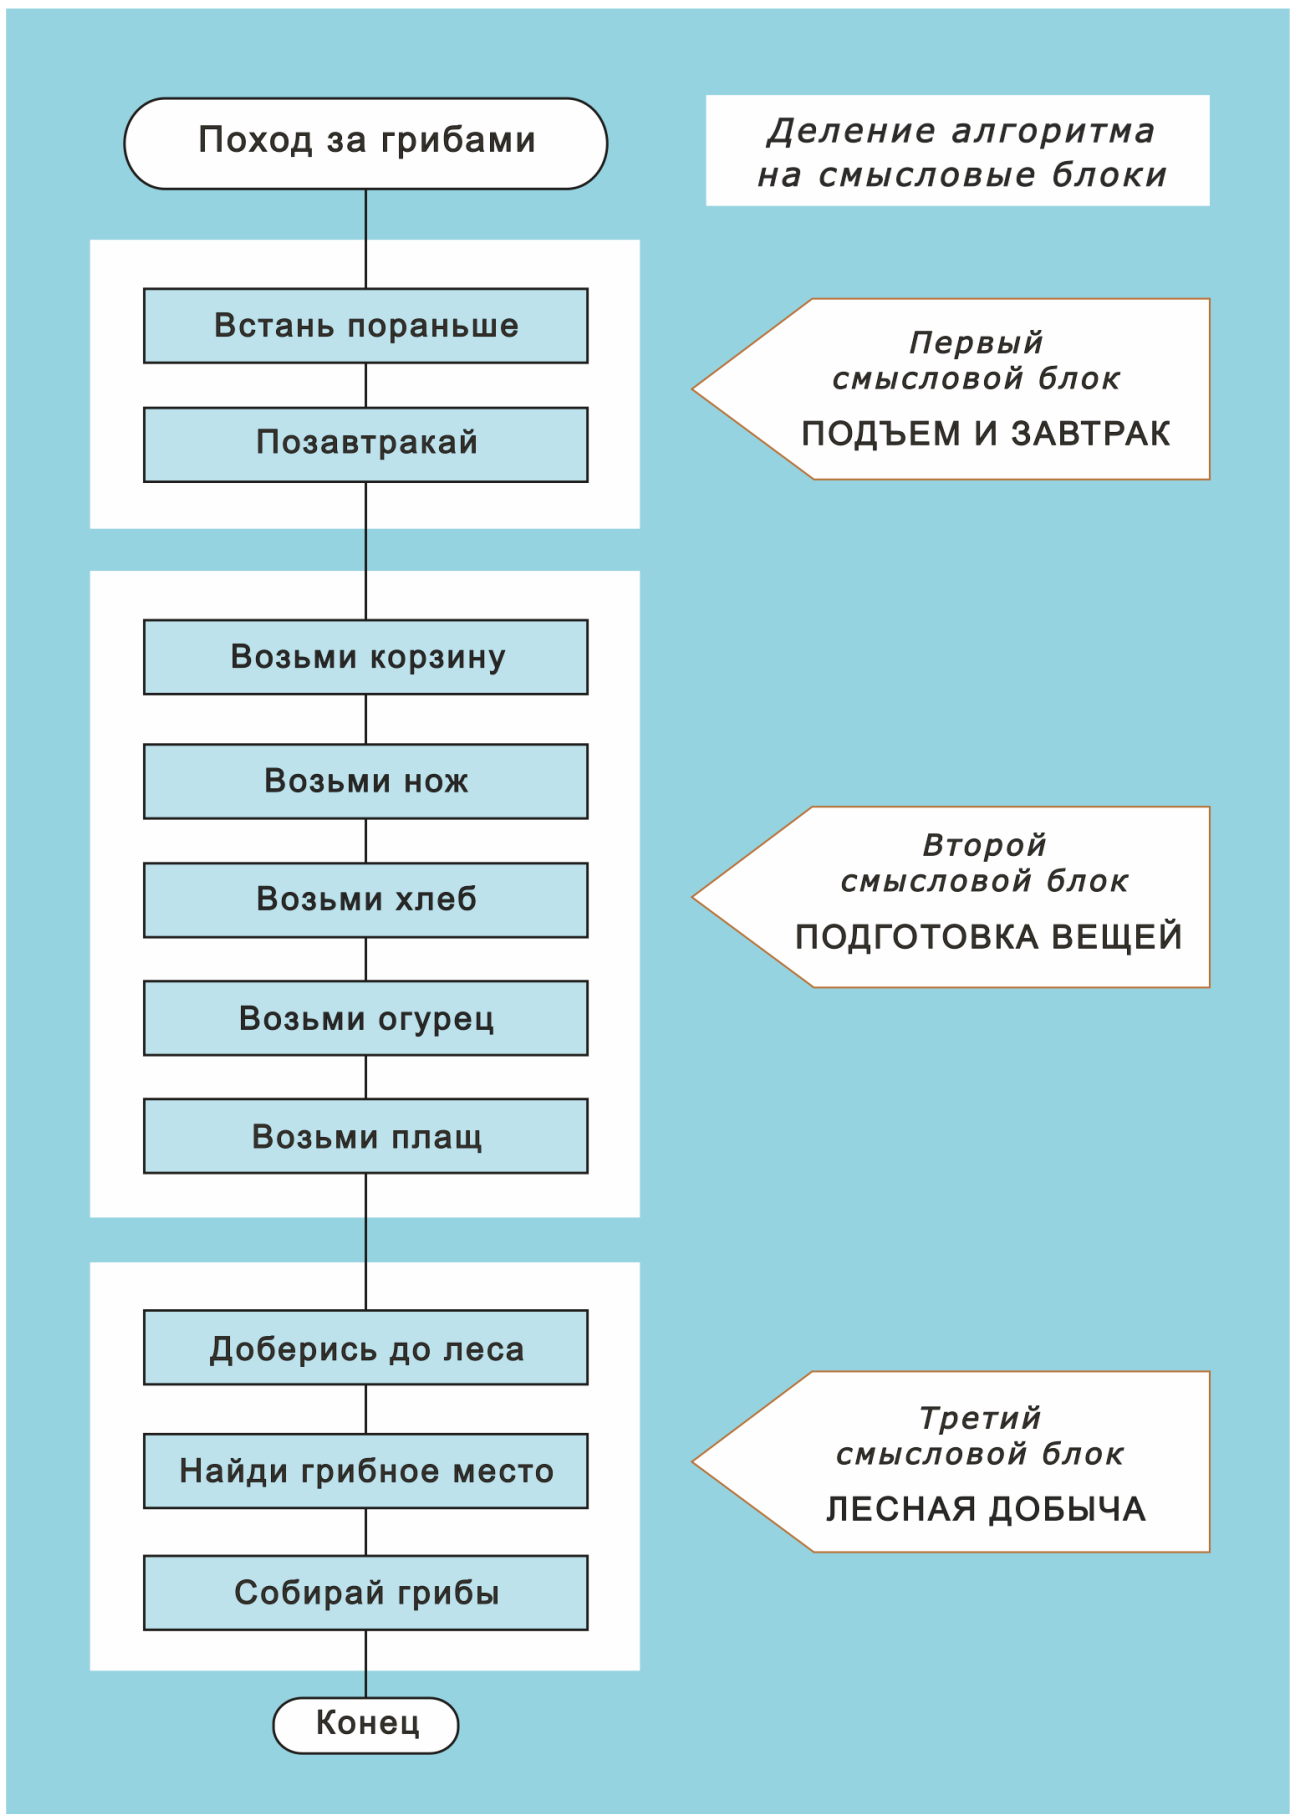 Поход за грибами
Деление алгоритма
на смысловые блоки
Встань пораньше
Позавтракай
Первый
смысловой блок
ПОДЪЕМ И ЗАВТРАК
Возьми корзину
Возьми нож
Возьми хлеб
Возьми огурец
Возьми плащ
Второй
смысловой блок
ПОДГОТОВКА ВЕЩЕЙ
Доберись до леса
Найди грибное место
Собирай грибы
Третий
смысловой блок
ЛЕСНАЯ ДОБЫЧА
Конец